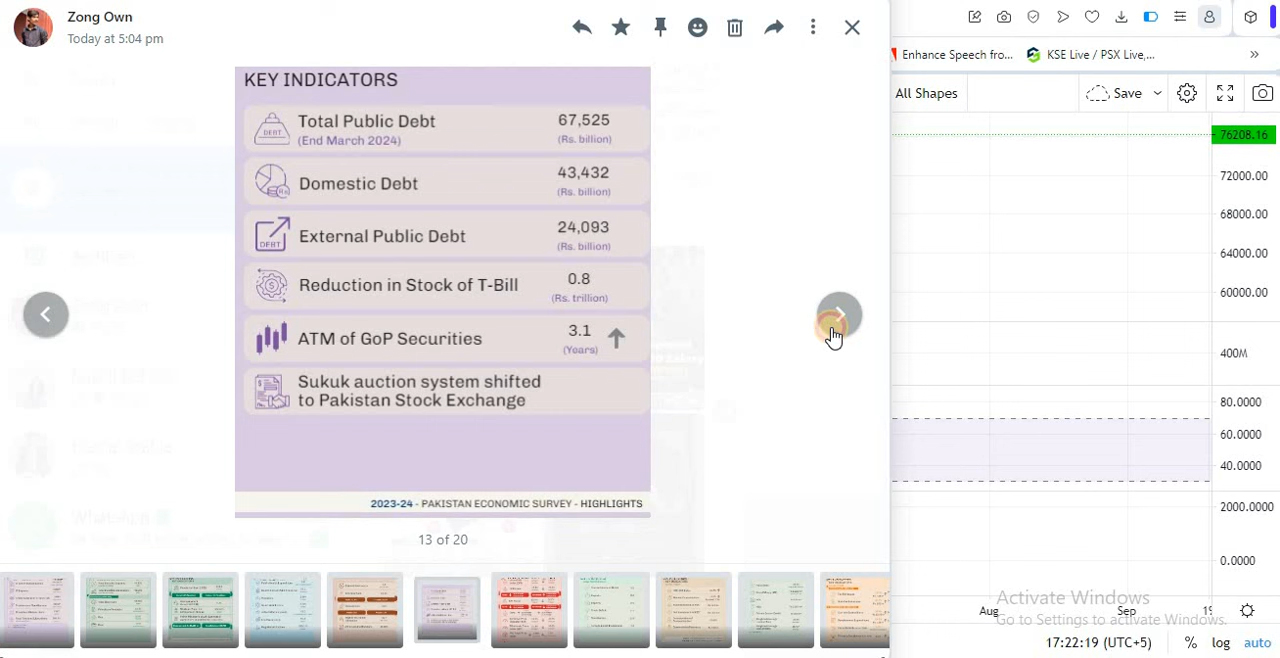 Zong Own
Today at 5:04 pm
KEY INDICATORS
Total Public Debt
(End March 2024)
67,525
(Rs. billion)
DEBT
Domestic Debt
43,432
(Rs. billion)
External Public Debt
24,093
(Rs. billion)
DEBT
Reduction in Stock of T-Bill
0.8
(Rs. trillion)
ATM of GoP Securities
3.1
(Years)
Sukuk auction system shifted
to Pakistan Stock Exchange
2023-24 - PAKISTAN ECONOMIC SURVEY - HIGHLIGHTS
13 of 20
WhatsApp
Enhance Speech fro...
KSE Live / PSX Live,...
»
All Shapes
Save
76208.16
72000.00
68000.00
64000.00
60000.00
400M
80.0000
60.0000
40.0000
2000.0000
0.0000
Activate Windows
Go to Settings to activate Windows.
Aug
Sep
17:22:19 (UTC+5)
%
log
auto